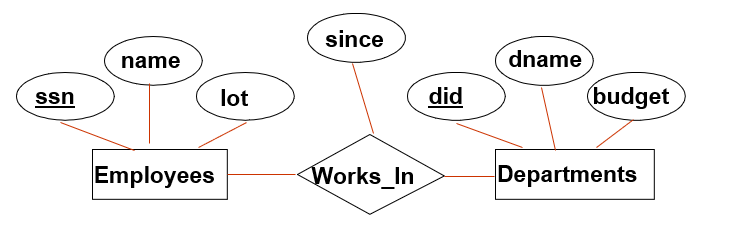 since
name
dname
ssn
lot
did
budget
Employees
Works_In
Departments